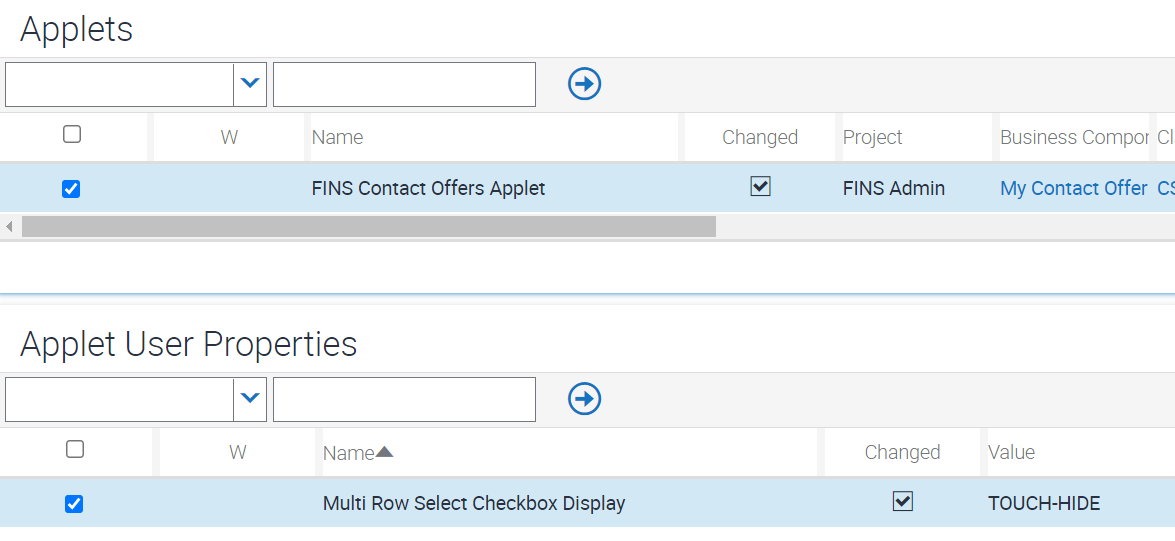 Applets
W Name Changed Project Business Compor Cl
FINS Contact Offers Applet FINS Admin My Contact Offer CS
Applet User Properties
W Name Changed Value
Multi Row Select Checkbox Display TOUCH-HIDE